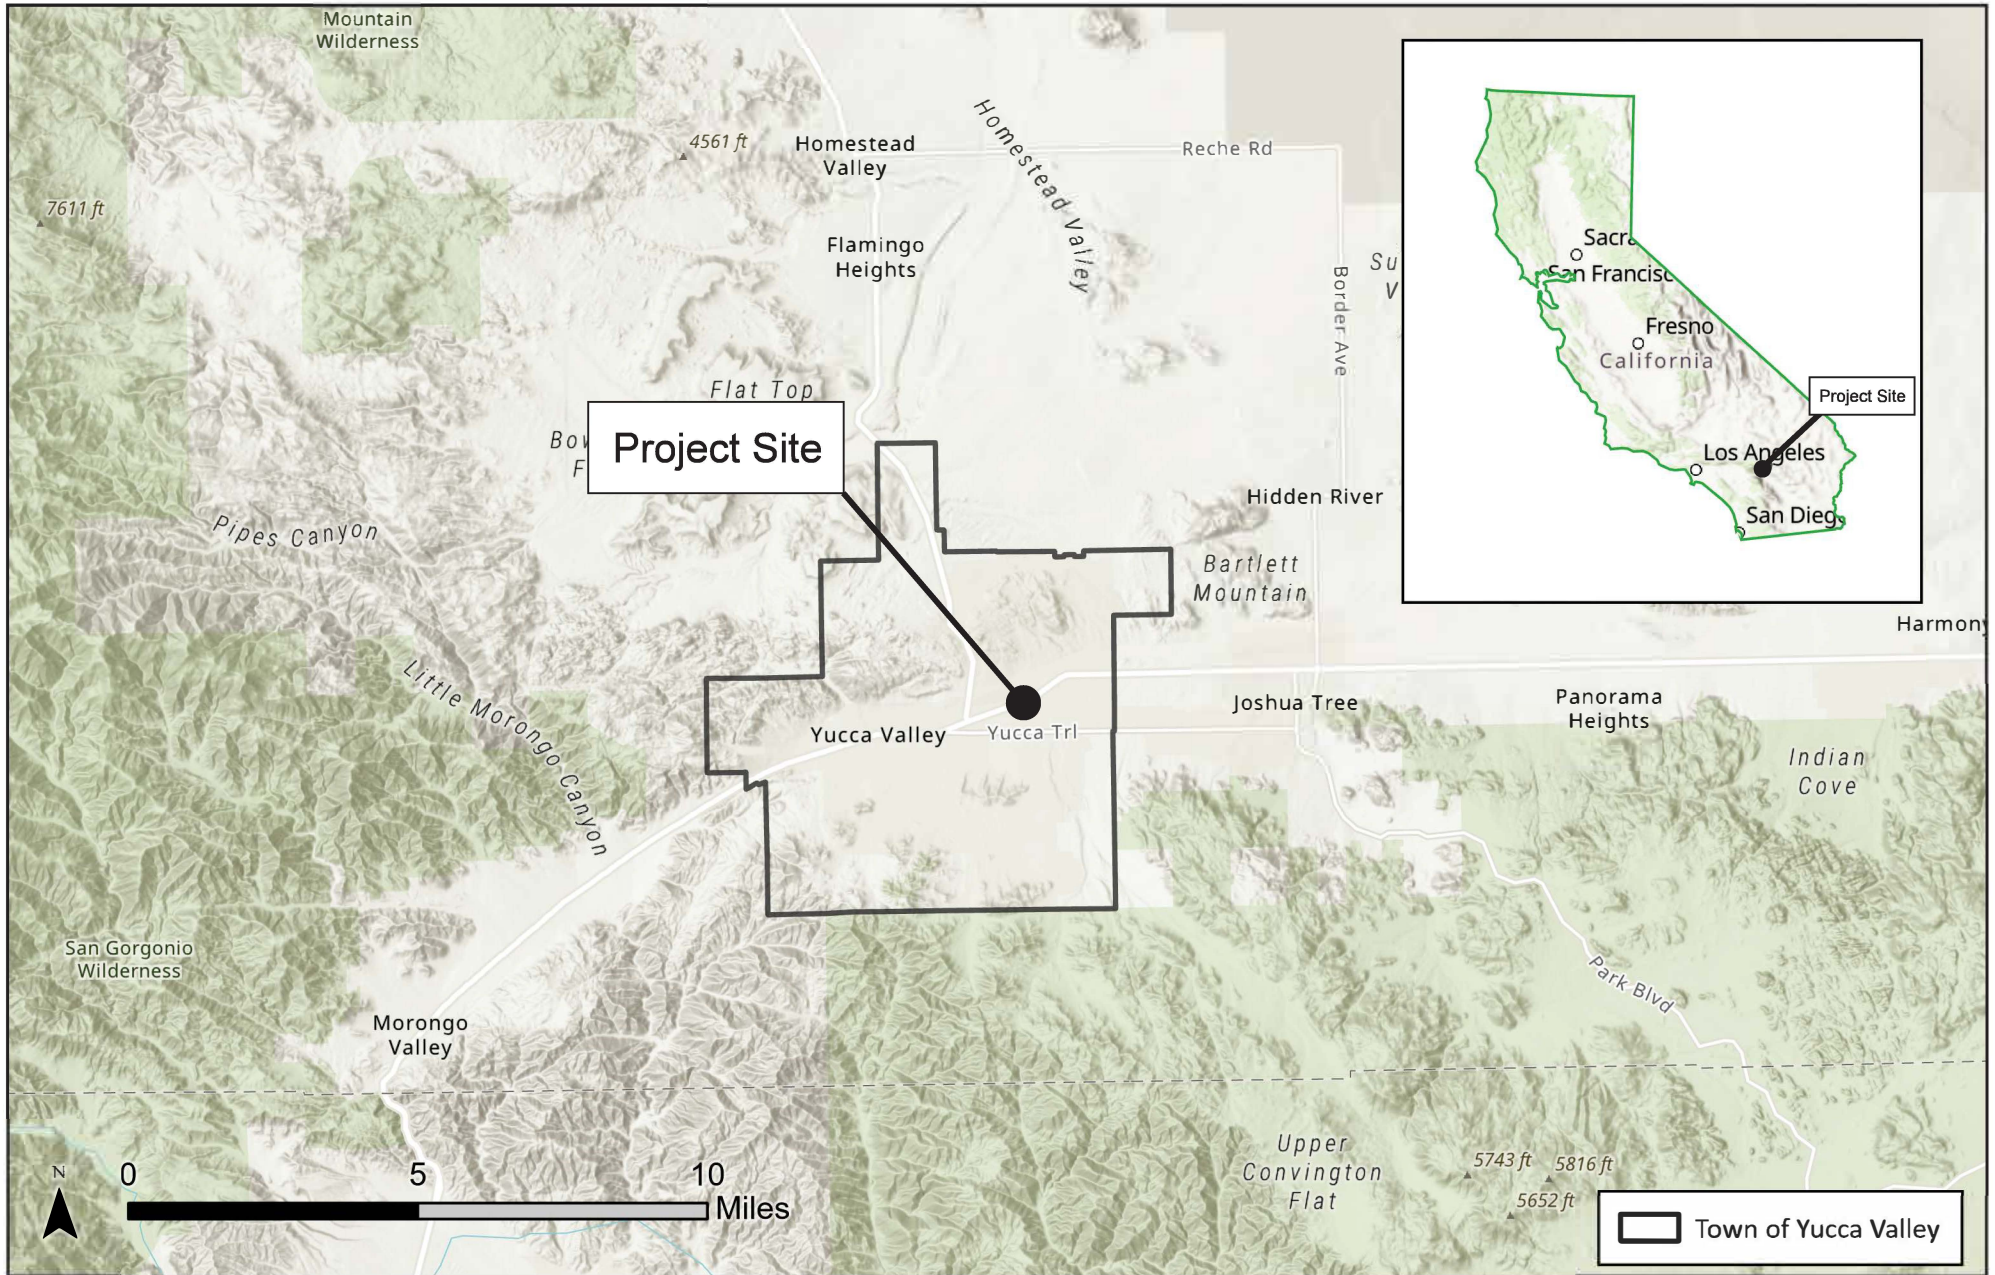 Mountain
Wilderness
4561 ft
Homestead
Valley
Homestead Valley
Reche Rd
7611 ft
Flamingo
Heights
Border Ave
Su
V
Flat Top
Bow
F
Project Site
Hidden River
Pipes Canyon
Bartlett
Mountain
Harmony
Little Morongo Canyon
Joshua Tree
Panorama
Heights
Yucca Valley
Yucca Trl
Indian
Cove
San Gorgonio
Wilderness
Park Blvd
Morongo
Valley
Upper
Convington
Flat
5743 ft
5816 ft
5652 ft
N
0 5 10
Miles
Town of Yucca Valley
Sacra
San Francisc
Fresno
California
Project Site
Los Angeles
San Dieg